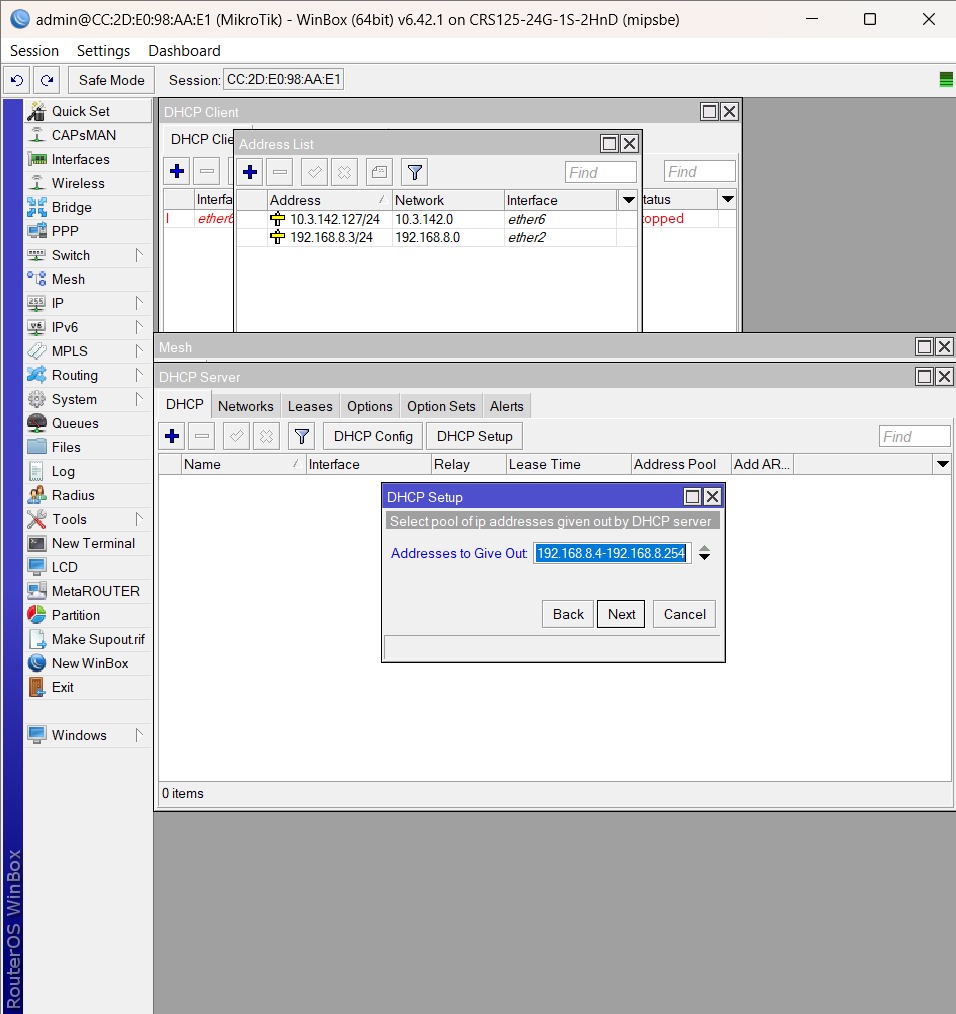 admin@CC:2D:E0:98:AA:E1 (MikroTik) - WinBox (64bit) v6.42.1 on CRS125-24G-1S-2HnD (mipsbe)
Session Settings Dashboard
Safe Mode Session: CC:2D:E0:98:AA:E1
Quick Set
CAPsMAN
Interfaces
Wireless
Bridge
PPP
Switch
Mesh
IP
IPv6
MPLS
Routing
System
Queues
Files
Log
Radius
Tools
New Terminal
LCD
MetaROUTER
Partition
Make Supout.rif
New WinBox
Exit
Windows
RouterOS WinBox
DHCP Client
DHCP Clie
Find
Interfa
tatus
I ether6
opped
Address List
Find
Address Network Interface
10.3.142.127/24 10.3.142.0 ether6
192.168.8.3/24 192.168.8.0 ether2
Mesh
DHCP Server
DHCP Networks Leases Options Option Sets Alerts
DHCP Config DHCP Setup Find
Name Interface Relay Lease Time Address Pool Add AR...
DHCP Setup
Select pool of ip addresses given out by DHCP server
Addresses to Give Out: 192.168.8.4-192.168.8.254
Back Next Cancel
0 items